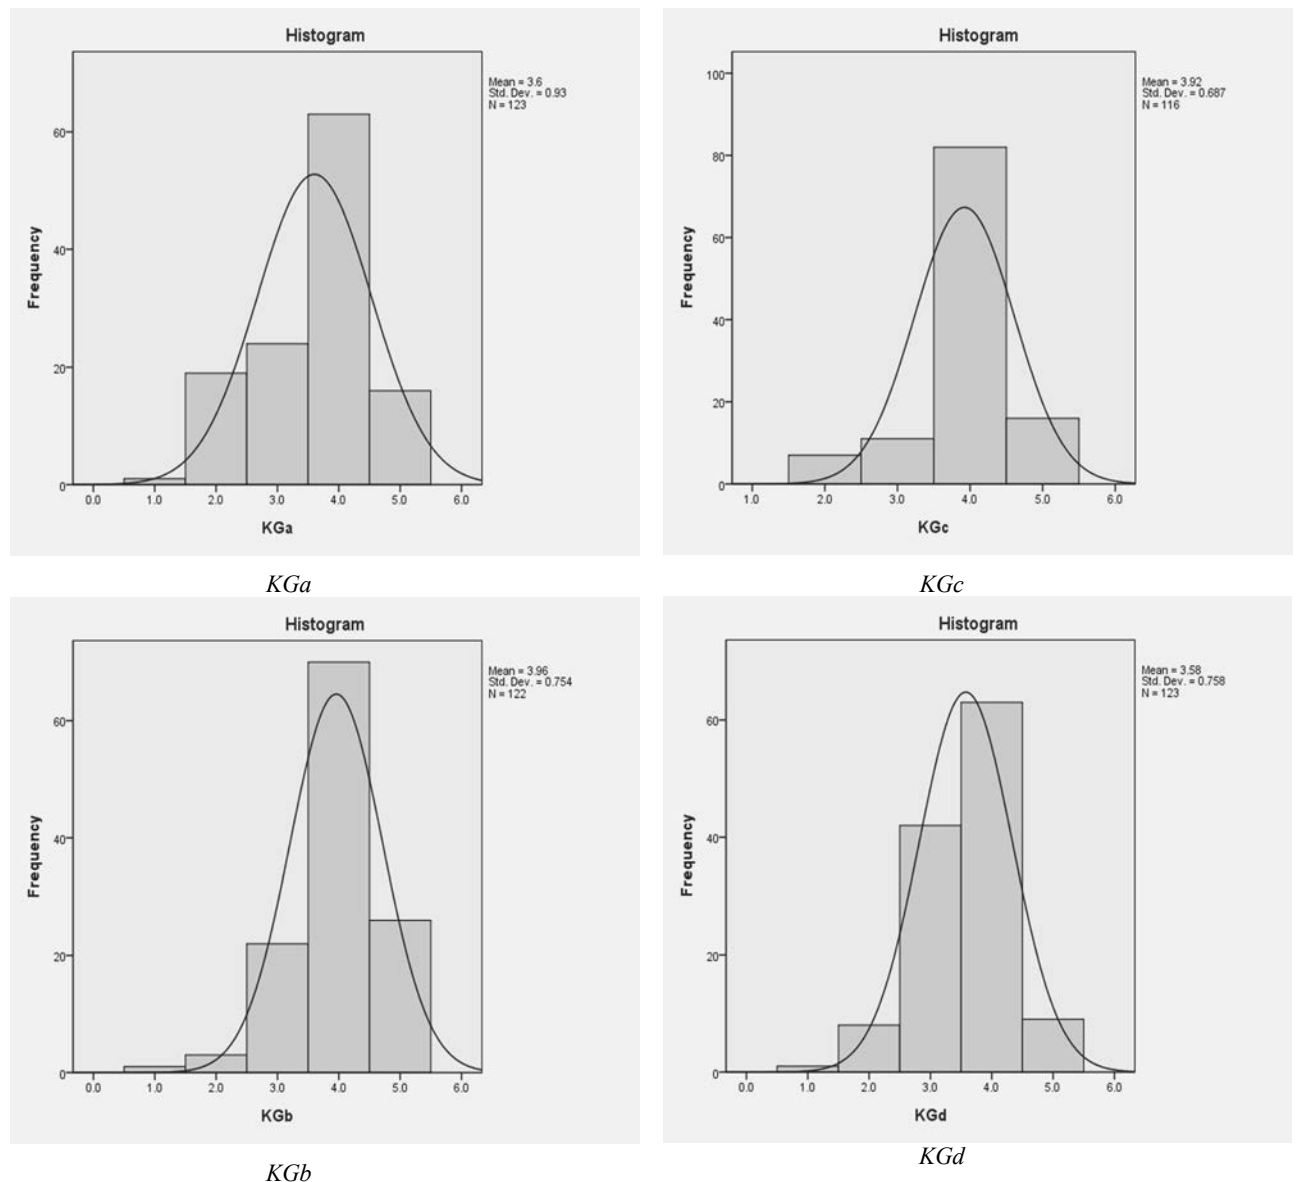 Histogram
Mean = 3.6
Std. Dev. = 0.93
N = 123
Frequency
60
40
20
0
0.0 1.0 2.0 3.0 4.0 5.0 6.0
KGa
KGa
Histogram
Mean = 3.92
Std. Dev. = 0.687
N = 116
Frequency
100
80
60
40
20
0
1.0 2.0 3.0 4.0 5.0 6.0
KGc
KGc
Histogram
Mean = 3.96
Std. Dev. = 0.754
N = 122
Frequency
60
40
20
0
0.0 1.0 2.0 3.0 4.0 5.0 6.0
KGb
KGb
Histogram
Mean = 3.58
Std. Dev. = 0.758
N = 123
Frequency
60
40
20
0
0.0 1.0 2.0 3.0 4.0 5.0 6.0
KGd
KGd